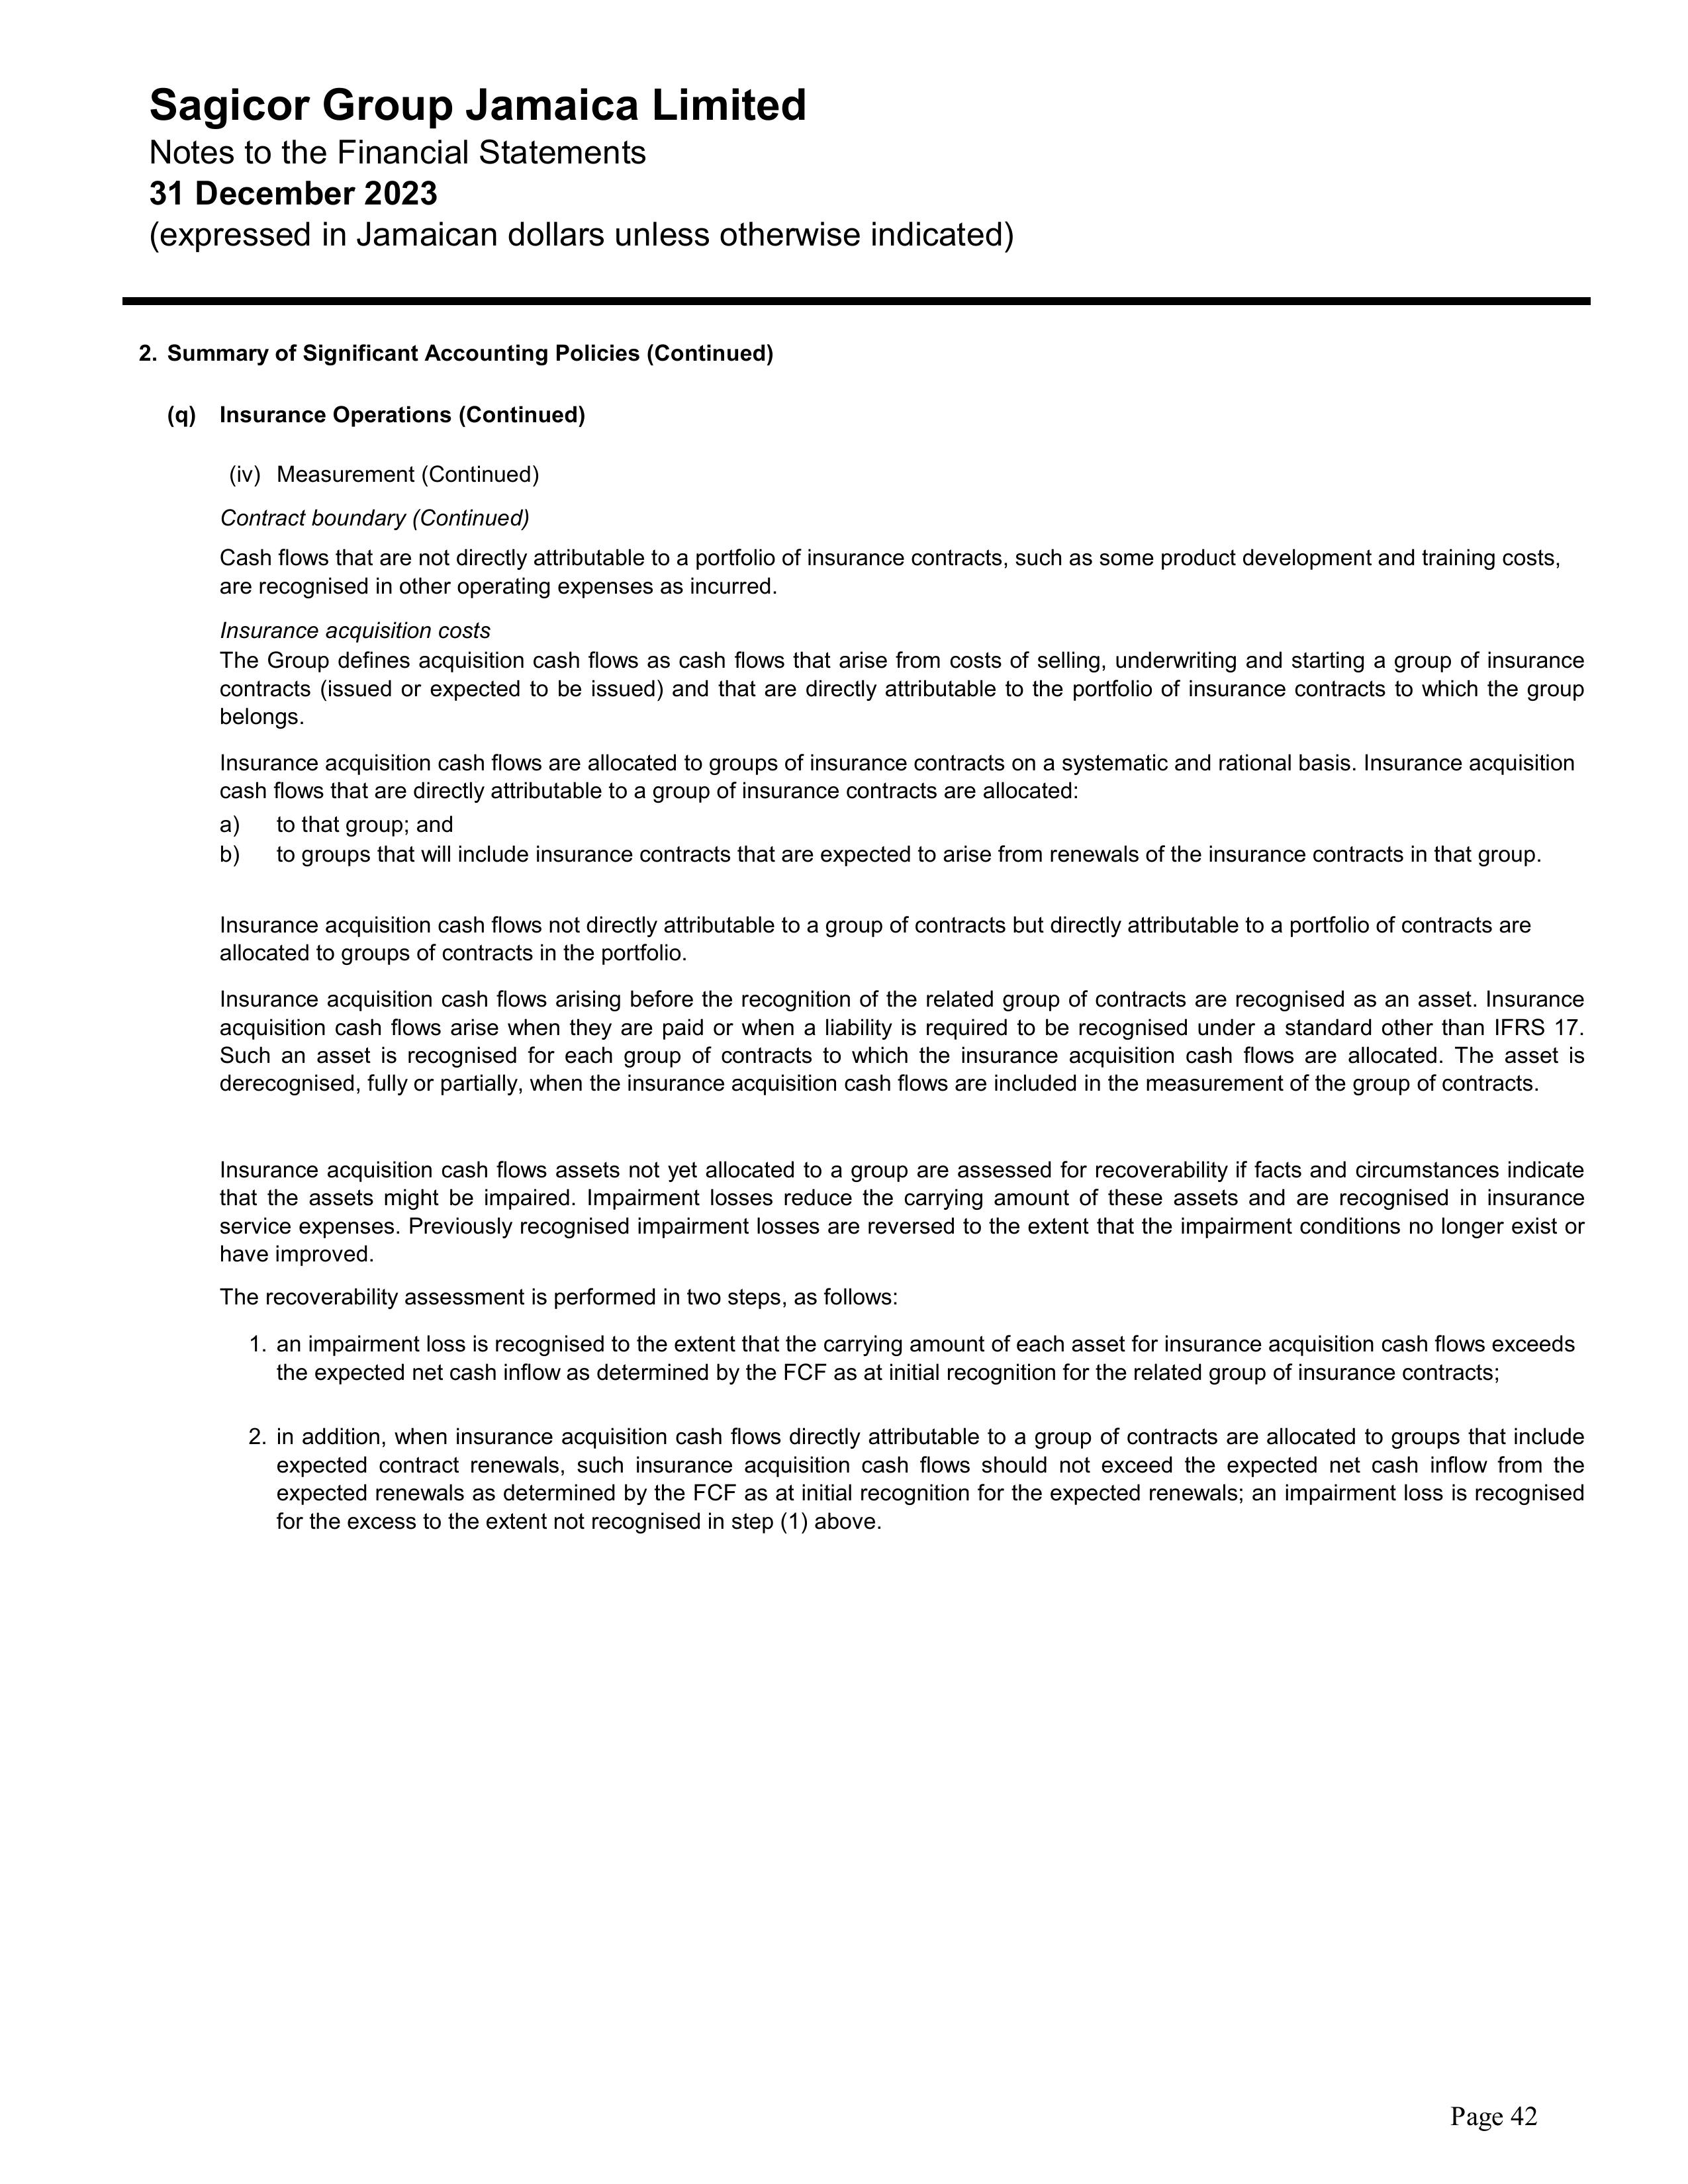 Sagicor Group Jamaica Limited
Notes to the Financial Statements
31 December 2023
(expressed in Jamaican dollars unless otherwise indicated)
2. Summary of Significant Accounting Policies (Continued)
(q) Insurance Operations (Continued)
(iv) Measurement (Continued)
Contract boundary (Continued)
Cash flows that are not directly attributable to a portfolio of insurance contracts, such as some product development and training costs,
are recognised in other operating expenses as incurred.
Insurance acquisition costs
The Group defines acquisition cash flows as cash flows that arise from costs of selling, underwriting and starting a group of insurance
contracts (issued or expected to be issued) and that are directly attributable to the portfolio of insurance contracts to which the group
belongs.
Insurance acquisition cash flows are allocated to groups of insurance contracts on a systematic and rational basis. Insurance acquisition
cash flows that are directly attributable to a group of insurance contracts are allocated:
a) to that group; and
b) to groups that will include insurance contracts that are expected to arise from renewals of the insurance contracts in that group.
Insurance acquisition cash flows not directly attributable to a group of contracts but directly attributable to a portfolio of contracts are
allocated to groups of contracts in the portfolio.
Insurance acquisition cash flows arising before the recognition of the related group of contracts are recognised as an asset. Insurance
acquisition cash flows arise when they are paid or when a liability is required to be recognised under a standard other than IFRS 17.
Such an asset is recognised for each group of contracts to which the insurance acquisition cash flows are allocated. The asset is
derecognised, fully or partially, when the insurance acquisition cash flows are included in the measurement of the group of contracts.
Insurance acquisition cash flows assets not yet allocated to a group are assessed for recoverability if facts and circumstances indicate
that the assets might be impaired. Impairment losses reduce the carrying amount of these assets and are recognised in insurance
service expenses. Previously recognised impairment losses are reversed to the extent that the impairment conditions no longer exist or
have improved.
The recoverability assessment is performed in two steps, as follows:
1. an impairment loss is recognised to the extent that the carrying amount of each asset for insurance acquisition cash flows exceeds
the expected net cash inflow as determined by the FCF as at initial recognition for the related group of insurance contracts;
2. in addition, when insurance acquisition cash flows directly attributable to a group of contracts are allocated to groups that include
expected contract renewals, such insurance acquisition cash flows should not exceed the expected net cash inflow from the
expected renewals as determined by the FCF as at initial recognition for the expected renewals; an impairment loss is recognised
for the excess to the extent not recognised in step (1) above.
Page 42